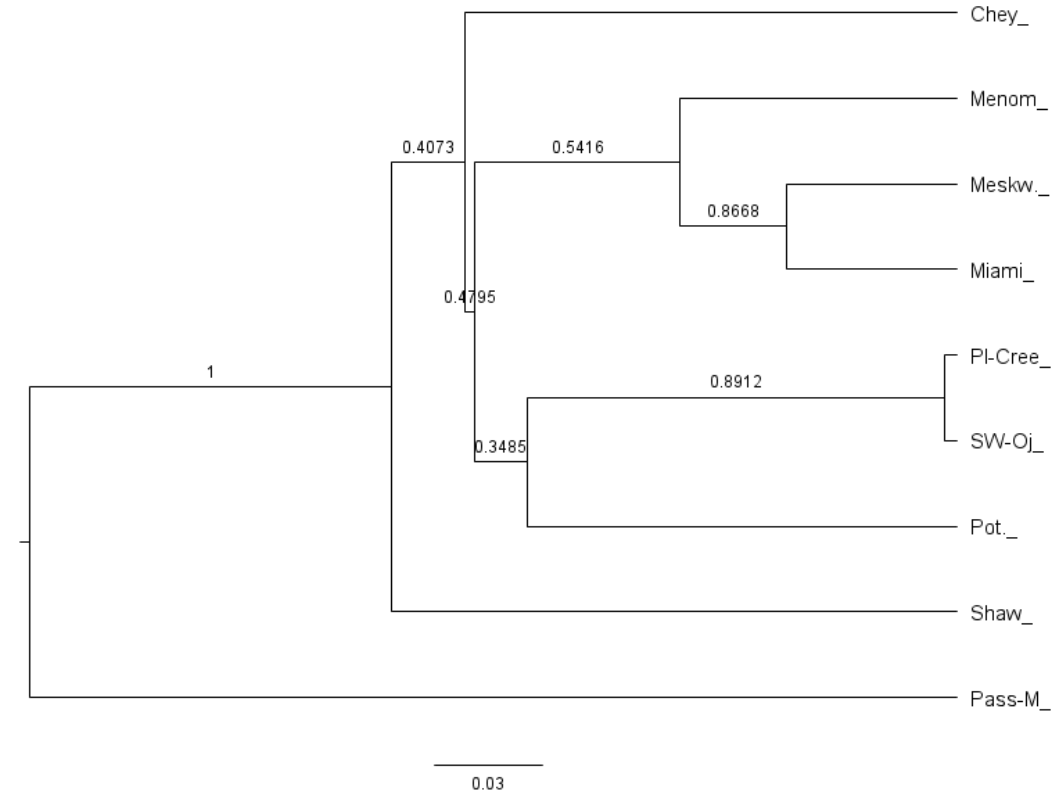 Chey_
Menom_
0.4073
0.5416
Meskw._
0.8668
Miami_
0.4795
Pl-Cree_
1
0.8912
SW-Oj_
0.3485
Pot._
Shaw_
Pass-M_
0.03